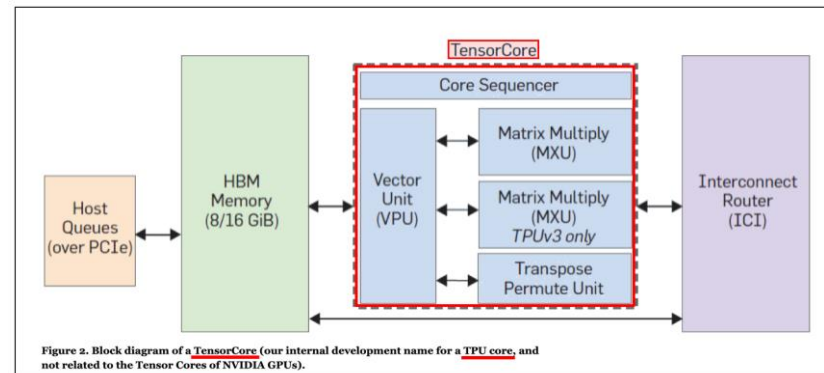 TensorCore
Core Sequencer
Host
Queues
(over PCIe)
HBM
Memory
(8/16 GiB)
Vector
Unit
(VPU)
Matrix Multiply
(MXU)
Matrix Multiply
(MXU)
TPUv3 only
Transpose
Permute Unit
Interconnect
Router
(ICI)
Figure 2. Block diagram of a TensorCore (our internal development name for a TPU core, and
not related to the Tensor Cores of NVIDIA GPUs).